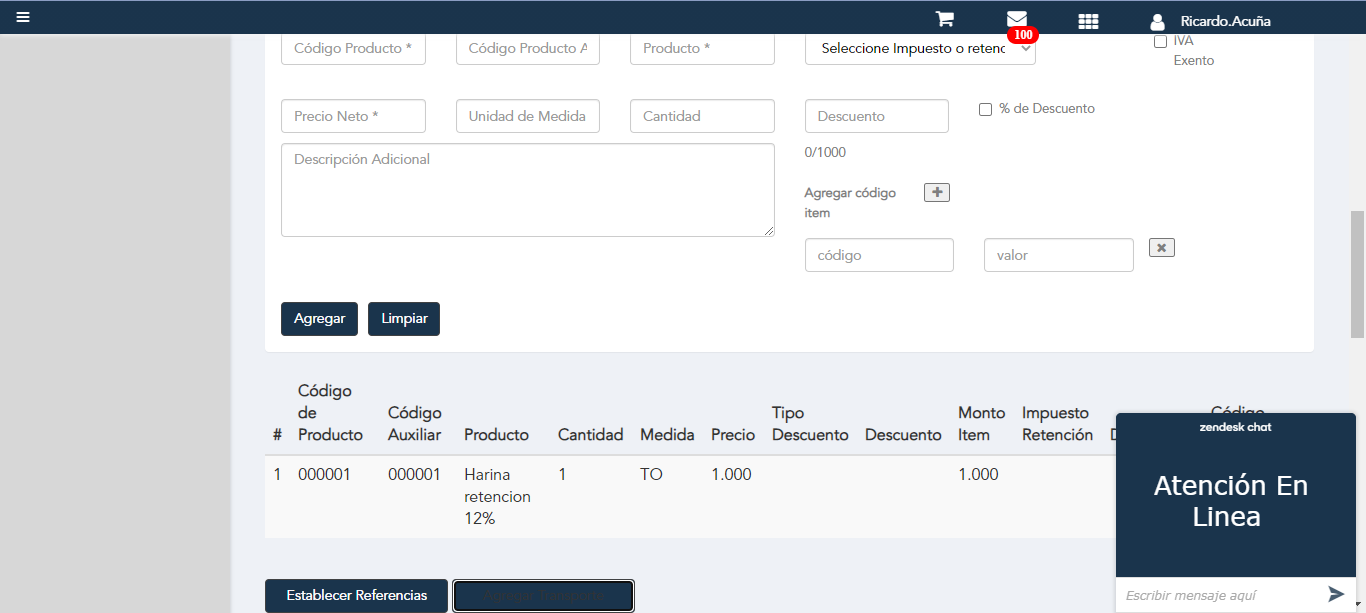 Ricardo.Acuña
100
Código Producto *
Código Producto A
Producto *
Seleccione Impuesto o retenc
IVA
Exento
Precio Neto *
Unidad de Medida
Cantidad
Descuento
% de Descuento
Descripción Adicional
0/1000
Agregar código
item
código
valor
Agregar
Limpiar
# Código de Producto
Código Auxiliar
Producto
Cantidad
Medida
Precio
Tipo Descuento
Descuento
Monto Item
Impuesto Retención
Código
1 000001 000001 Harina retencion 12% 1 TO 1.000 1.000
zendesk chat
Atención En
Linea
Escribir mensaje aquí
Establecer Referencias